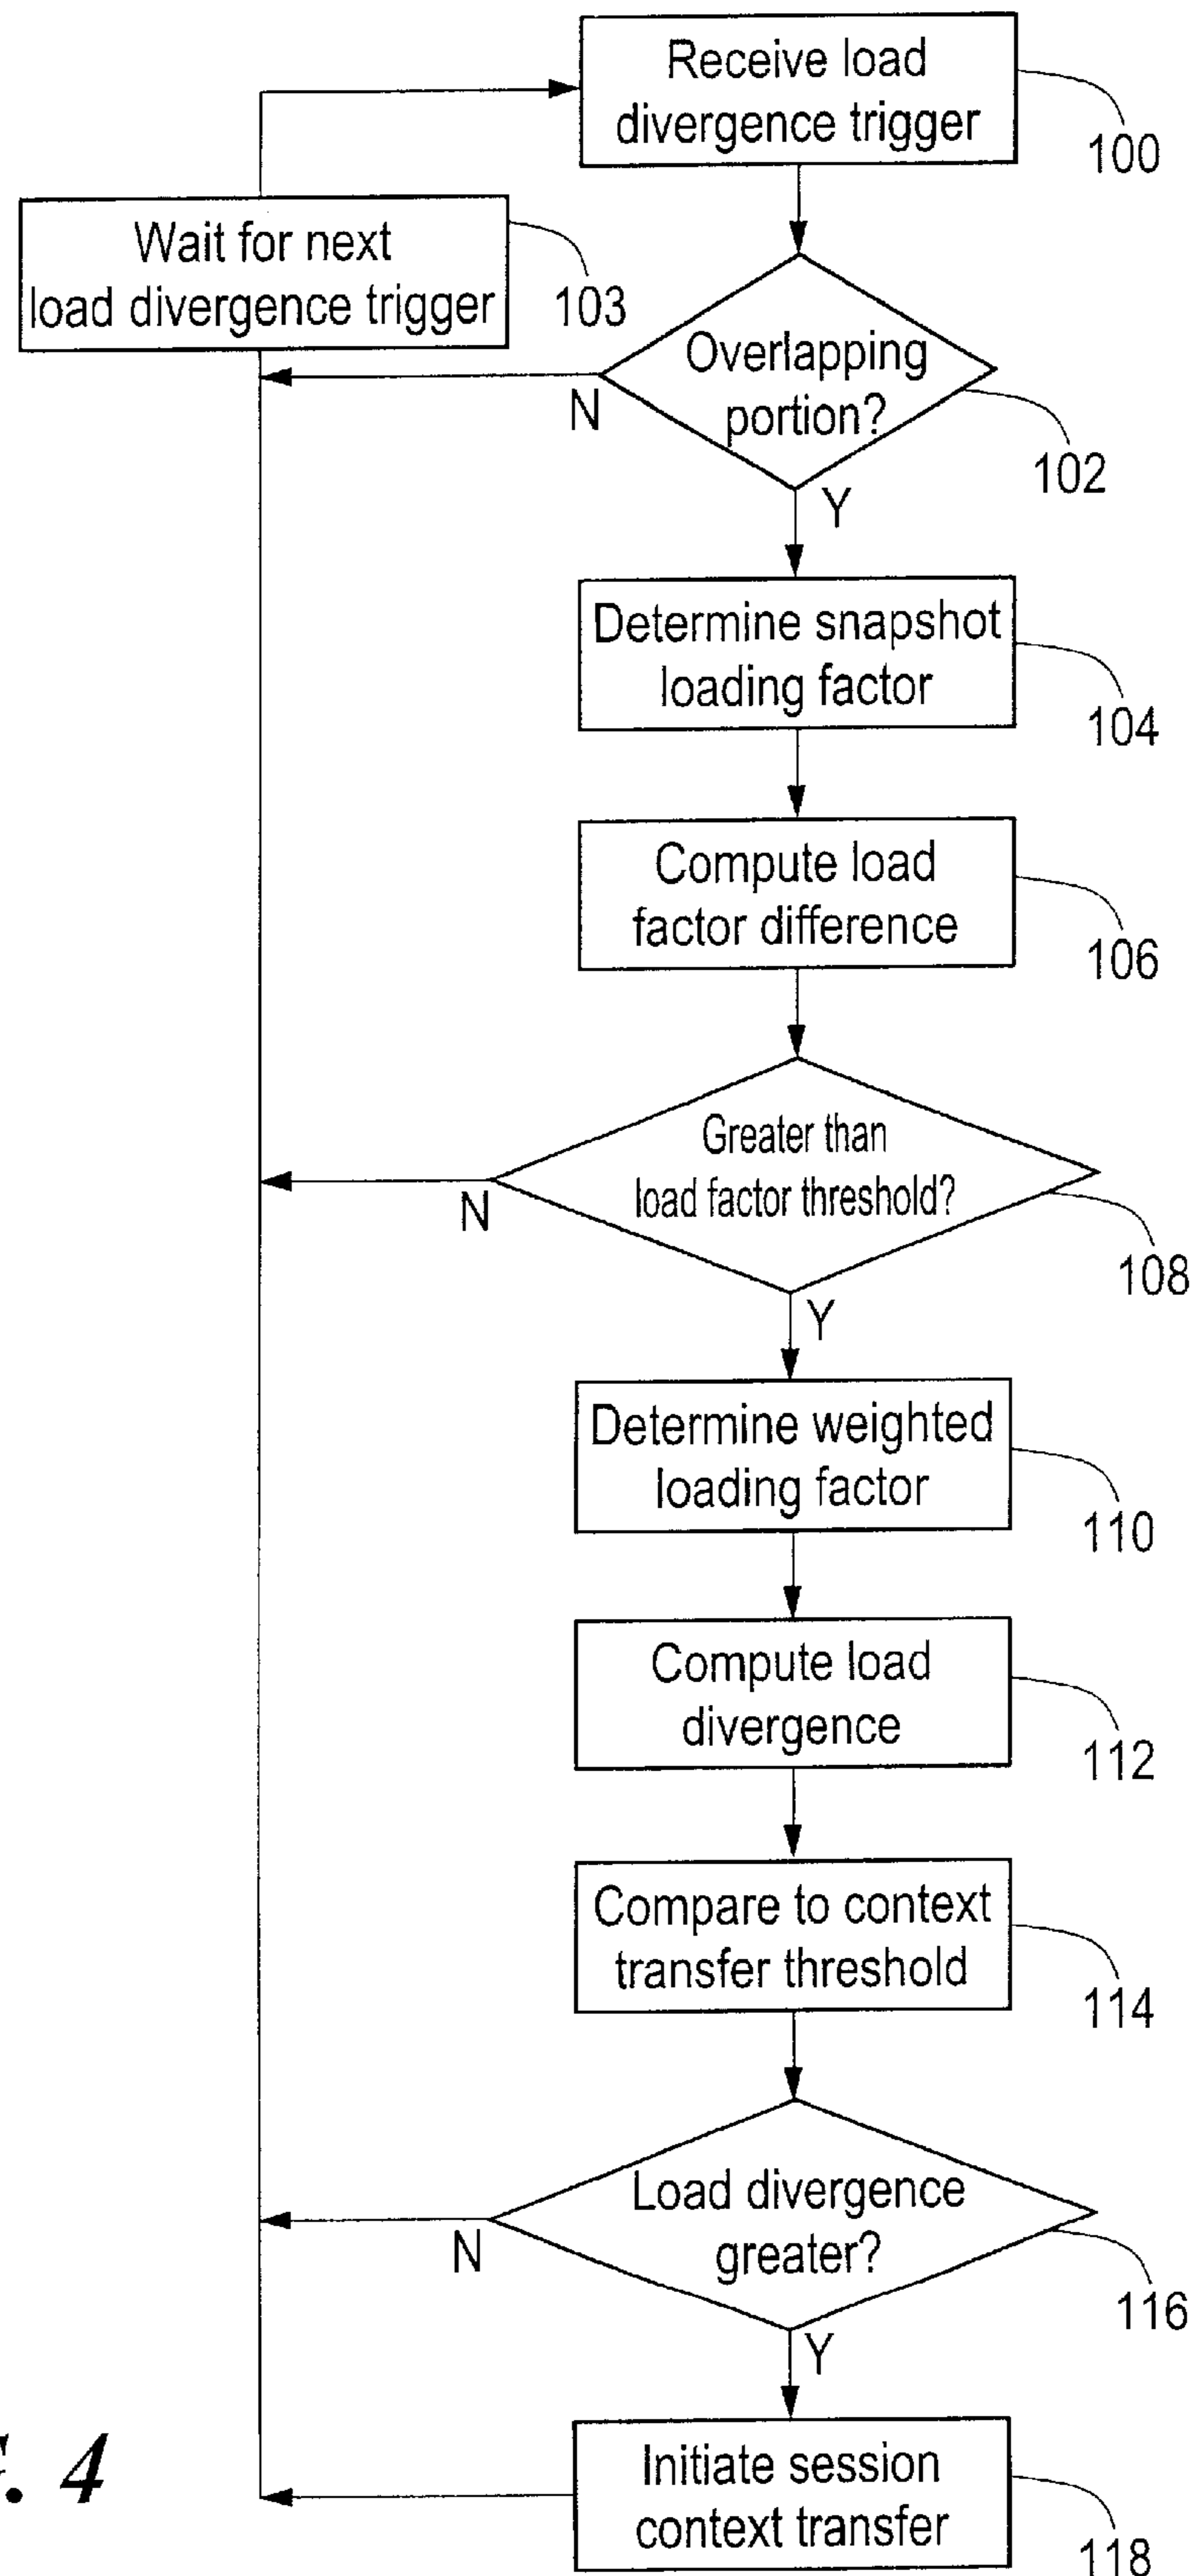 Receive load
divergence trigger
100
Wait for next
load divergence trigger
103
Overlapping
portion?
N
102
Y
Determine snapshot
loading factor
104
Compute load
factor difference
106
Greater than
load factor threshold?
N
108
Y
Determine weighted
loading factor
110
Compute load
divergence
112
Compare to context
transfer threshold
114
Load divergence
greater?
N
116
Y
Initiate session
context transfer
118
4